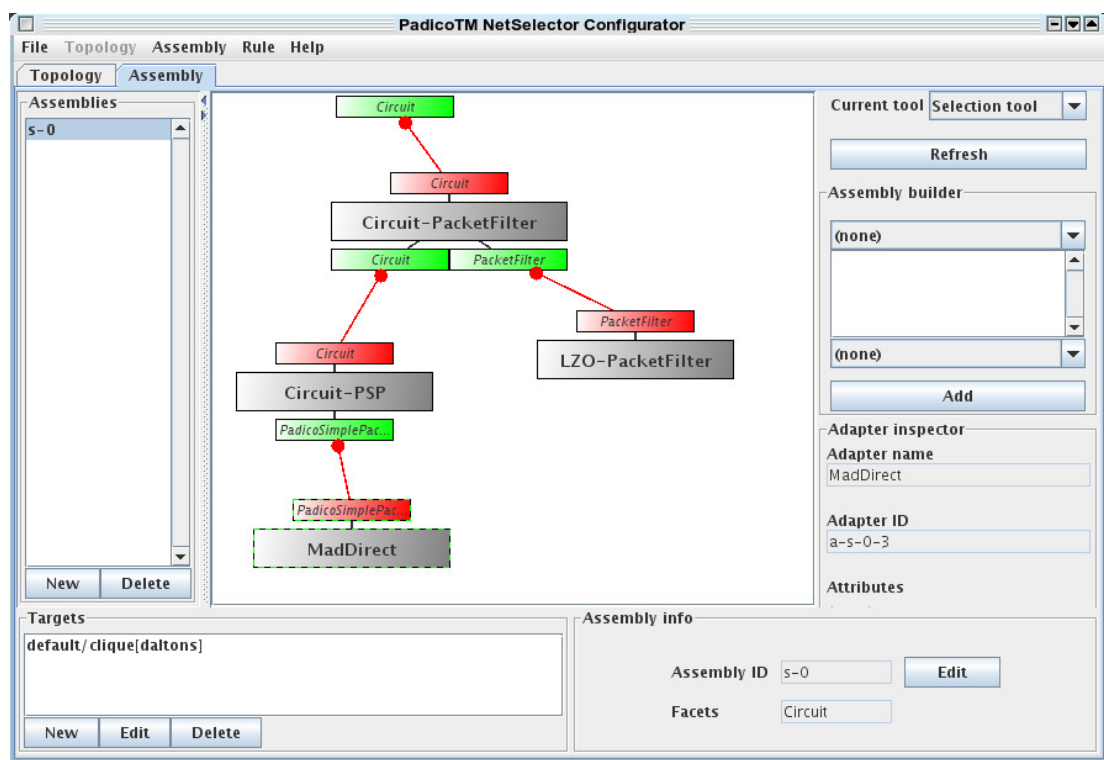 PadicoTM NetSelector Configurator
File Topology Assembly Rule Help
Topology Assembly
Assemblies
s-0
New Delete
Circuit
Circuit
Circuit-PacketFilter
Circuit PacketFilter
PacketFilter
LZO-PacketFilter
Circuit
Circuit-PSP
PadicoSimplePac...
PadicoSimplePac...
MadDirect
Current tool Selection tool
Refresh
Assembly builder
(none)
(none)
Add
Adapter inspector
Adapter name
MadDirect
Adapter ID
a-s-0-3
Attributes
Targets
default/clique[daltons]
New Edit Delete
Assembly info
Assembly ID s-0 Edit
Facets Circuit